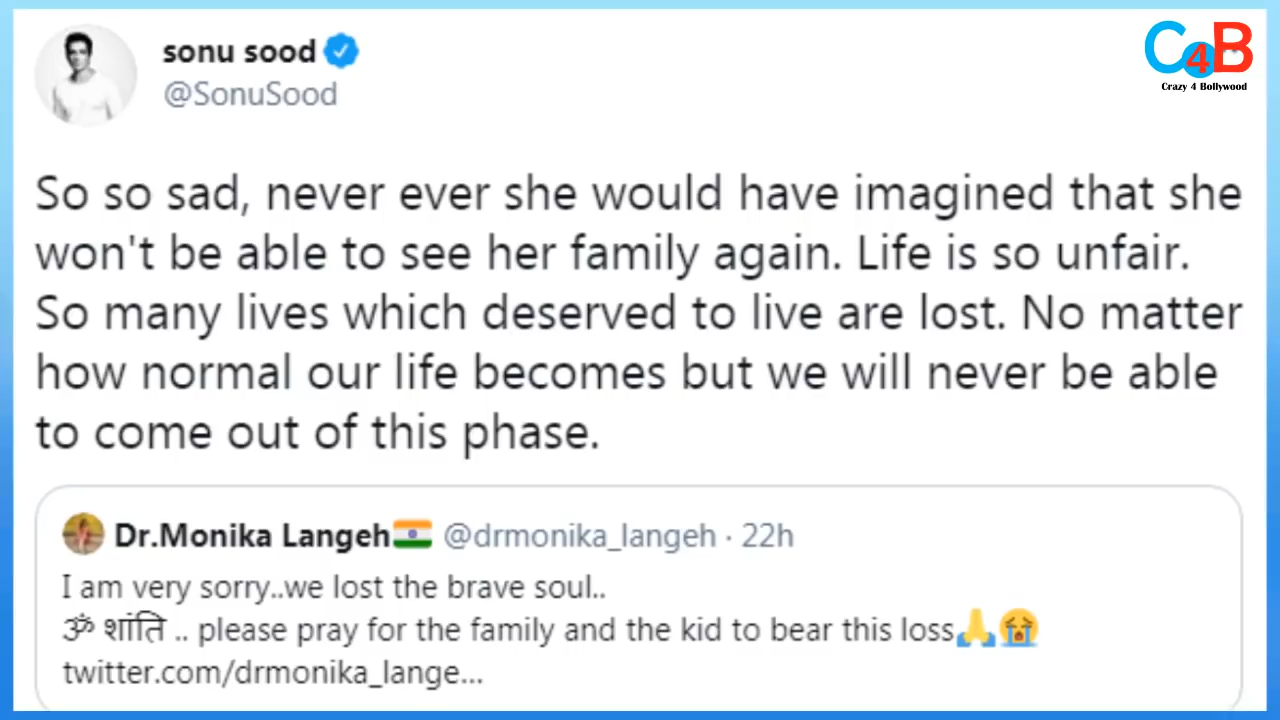 sonu sood
@SonuSood
C4B
Crazy 4 Bollywood
So so sad, never ever she would have imagined that she
won't be able to see her family again. Life is so unfair.
So many lives which deserved to live are lost. No matter
how normal our life becomes but we will never be able
to come out of this phase.
Dr.Monika Langeh🇮🇳 @drmonika_langeh · 22h
I am very sorry..we lost the brave soul..
ॐ शांति .. please pray for the family and the kid to bear this loss🙏😭
twitter.com/drmonika_lange...